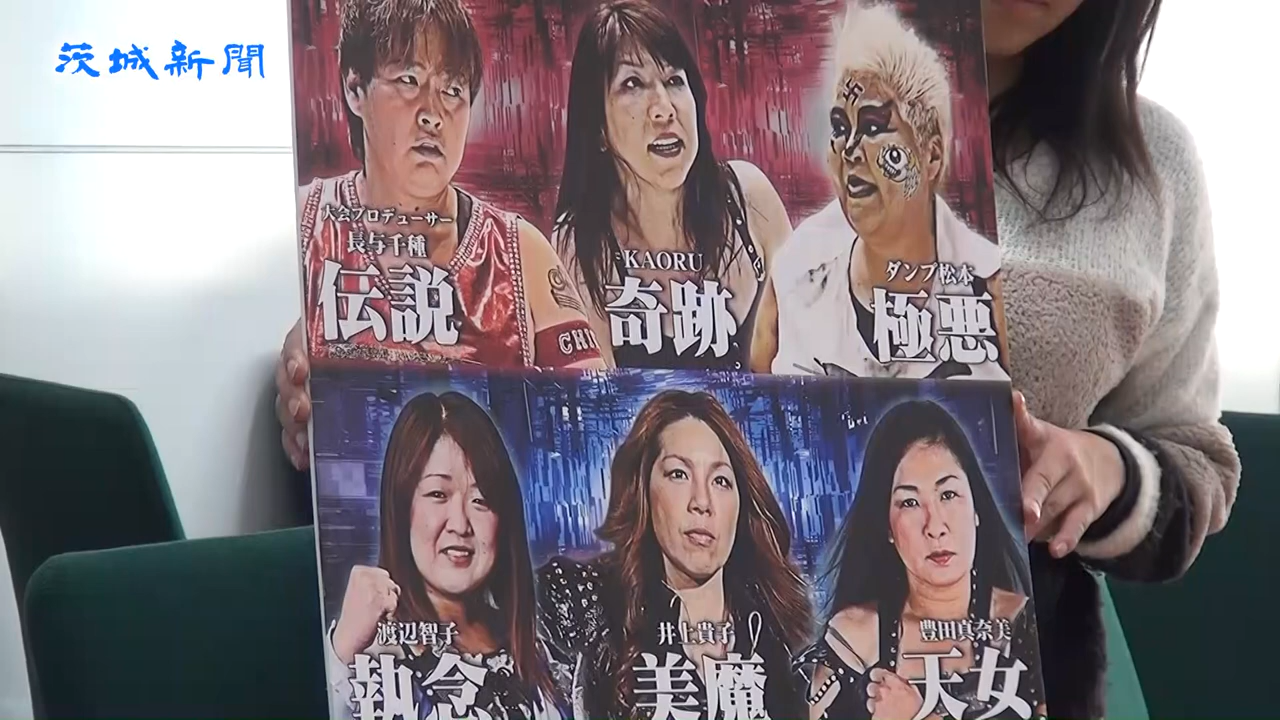 茨城新聞
大会プロデューサー
長与千種
伝説
CHI
KAORU
奇跡
ダンプ松本
極悪
渡辺智子
執念
井上貴子
美魔
豊田真奈美
天女